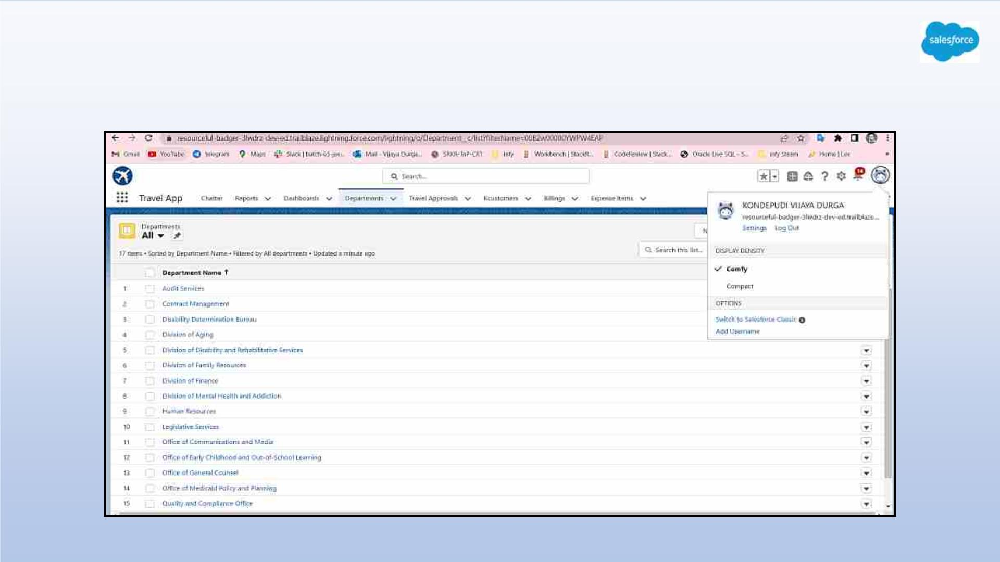 salesforce
resourceful-badger-3lwdrz-dev-ed.trailblaze.lightning.force.com/lightning/o/Department__c/list?filterName=00B2w00000YWPW4EAP
Gmail YouTube telegram Maps Slack | batch-65-jav... Mail - Vijaya Durga... SRKR-TnP-CRT Infy Workbench | StackR... CodeReview | Stack... Oracle Live SQL - S... infy Steam Home | Lex »
Search...
14
Travel App Chatter Reports Dashboards Departments Travel Approvals Kcustomers Billings Expense Items
KONDEPUDI VIJAYA DURGA
resourceful-badger-3lwdrz-dev-ed.trailblaze...
Settings Log Out
DISPLAY DENSITY
Comfy
Compact
OPTIONS
Switch to Salesforce Classic
Add Username
Departments
All
N
17 items • Sorted by Department Name • Filtered by All departments • Updated a minute ago
Search this list...
Department Name ↑
1 Audit Services
2 Contract Management
3 Disability Determination Bureau
4 Division of Aging
5 Division of Disability and Rehabilitative Services
6 Division of Family Resources
7 Division of Finance
8 Division of Mental Health and Addiction
9 Human Resources
10 Legislative Services
11 Office of Communications and Media
12 Office of Early Childhood and Out-of-School Learning
13 Office of General Counsel
14 Office of Medicaid Policy and Planning
15 Quality and Compliance Office